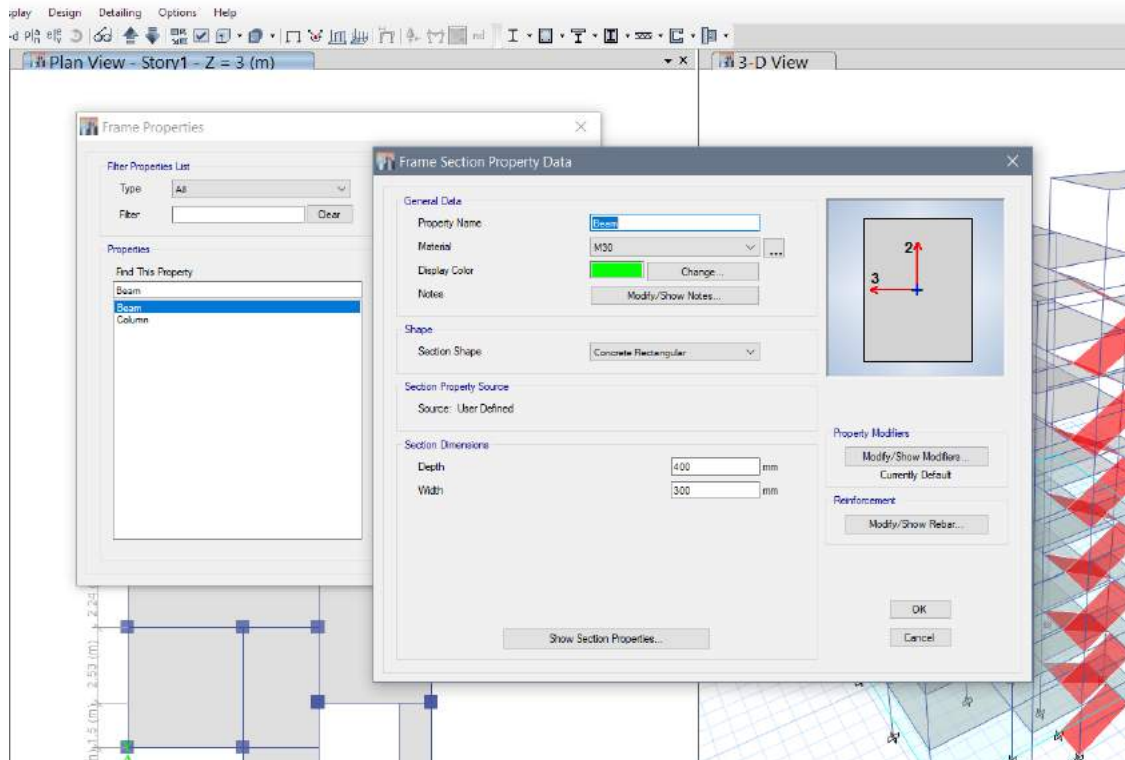 splay Design Detailing Options Help
Plan View - Story1 - Z = 3 (m)
3-D View
Frame Properties
Filter Properties List
Type All
Filter Clear
Properties
Find This Property
Beam
Beam
Column
Frame Section Property Data
General Data
Property Name Beam
Material M30 ...
Display Color Change...
Notes Modify/Show Notes...
Shape
Section Shape Concrete Rectangular
Section Property Source
Source: User Defined
Section Dimensions
Depth 400 mm
Width 300 mm
Show Section Properties...
2
3
Property Modifiers
Modify/Show Modifiers...
Currently Default
Reinforcement
Modify/Show Rebar...
OK
Cancel
2.53 (m)
1.5 (m)